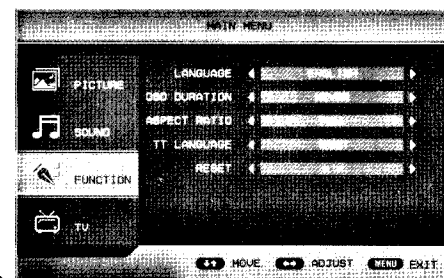 MAIN MENU
PICTURE
SOUND
FUNCTION
TV
LANGUAGE ENGLISH
OSD DURATION
ASPECT RATIO
TT LANGUAGE
RESET
MOVE ADJUST MENU EXIT